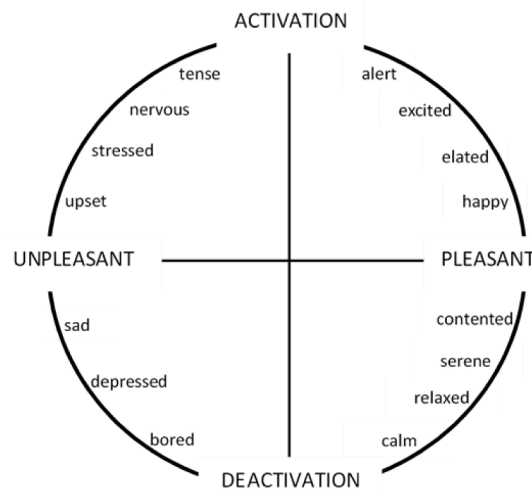 ACTIVATION
tense
alert
nervous
excited
stressed
elated
upset
happy
UNPLEASANT
PLEASANT
sad
contented
serene
depressed
relaxed
bored
calm
DEACTIVATION